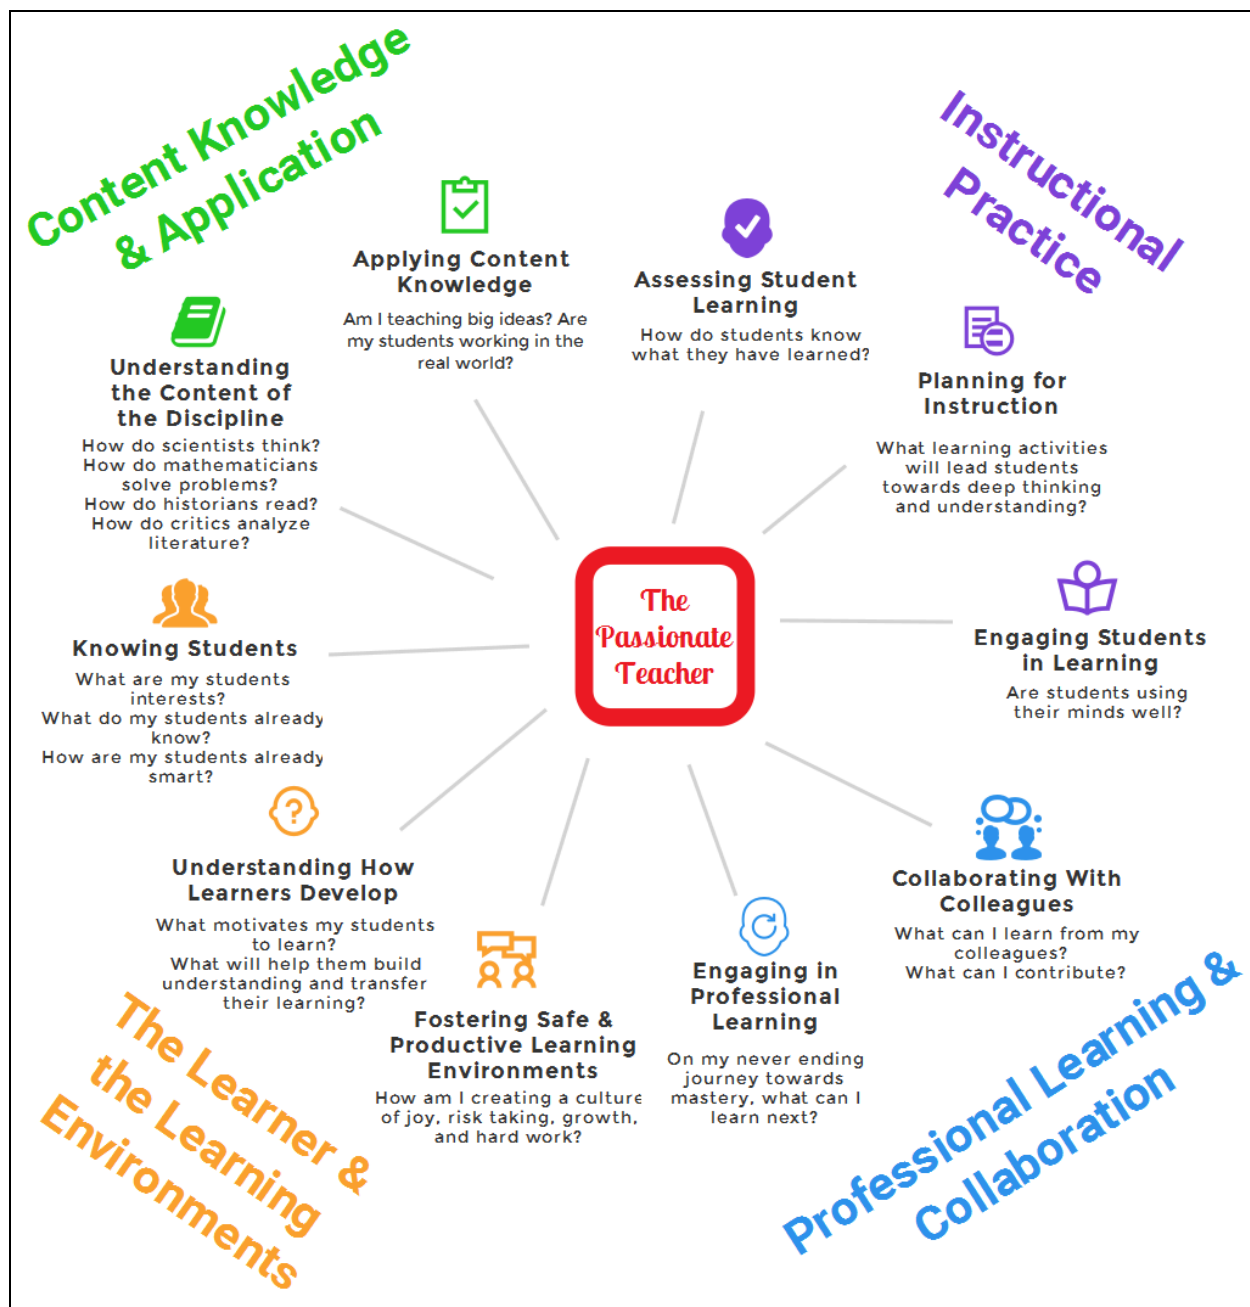 Content Knowledge
& Application
Instructional
Practice
Applying Content
Knowledge
Am I teaching big ideas? Are
my students working in the
real world?
Assessing Student
Learning
How do students know
what they have learned?
Understanding
the Content of
the Discipline
How do scientists think?
How do mathematicians
solve problems?
How do historians read?
How do critics analyze
literature?
Planning for
Instruction
What learning activities
will lead students
towards deep thinking
and understanding?
The
Passionate
Teacher
Knowing Students
What are my students
interests?
What do my students already
know?
How are my students already
smart?
Engaging Students
in Learning
Are students using
their minds well?
?
Understanding How
Learners Develop
What motivates my students
to learn?
What will help them build
understanding and transfer
their learning?
Collaborating With
Colleagues
What can I learn from my
colleagues?
What can I contribute?
Fostering Safe &
Productive Learning
Environments
How am I creating a culture
of joy, risk taking, growth,
and hard work?
Engaging in
Professional
Learning
On my never ending
journey towards
mastery, what can I
learn next?
The Learner &
the Learning
Environments
Professional Learning &
Collaboration